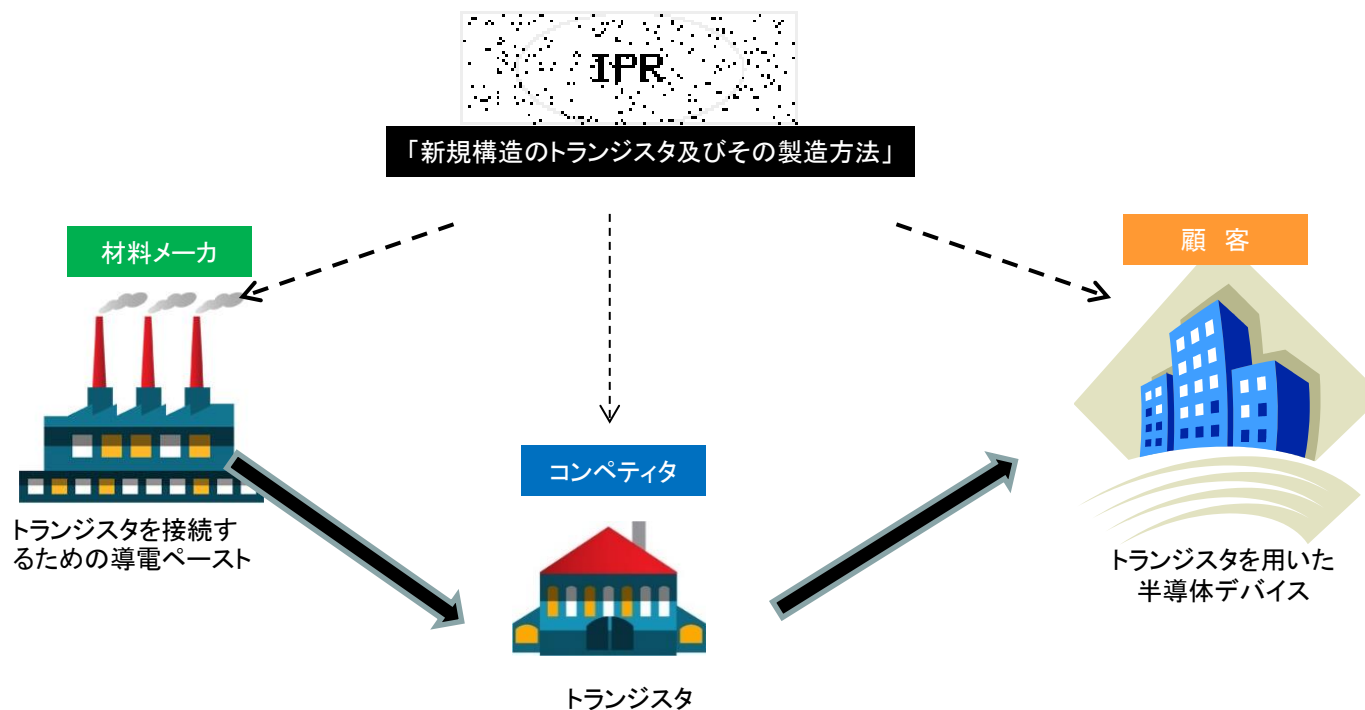 IPR
「新規構造のトランジスタ及びその製造方法」
材料メーカ
顧 客
コンペティタ
トランジスタを接続す
るための導電ペースト
トランジスタを用いた
半導体デバイス
トランジスタ